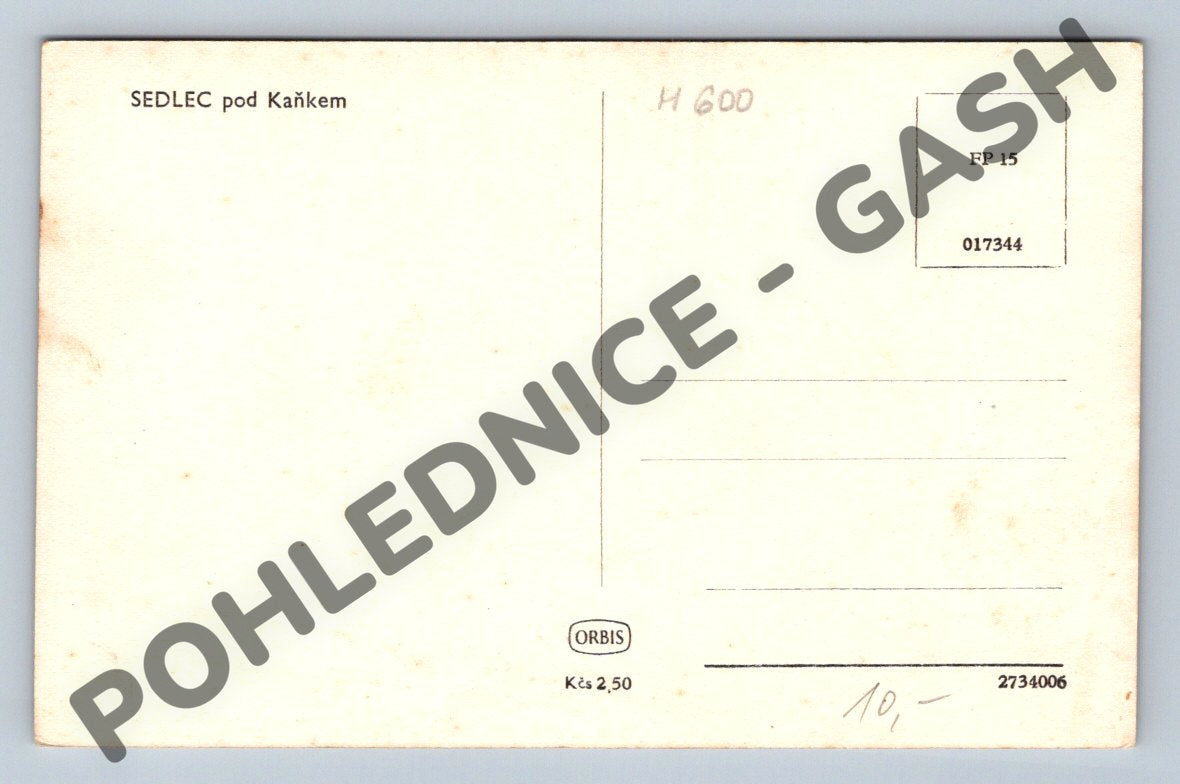 SEDLEC pod Kaňkem
H 600
FP 15
017344
POHLEDNICE - GASH
ORBIS
Kčs 2,50
2734006
10,-